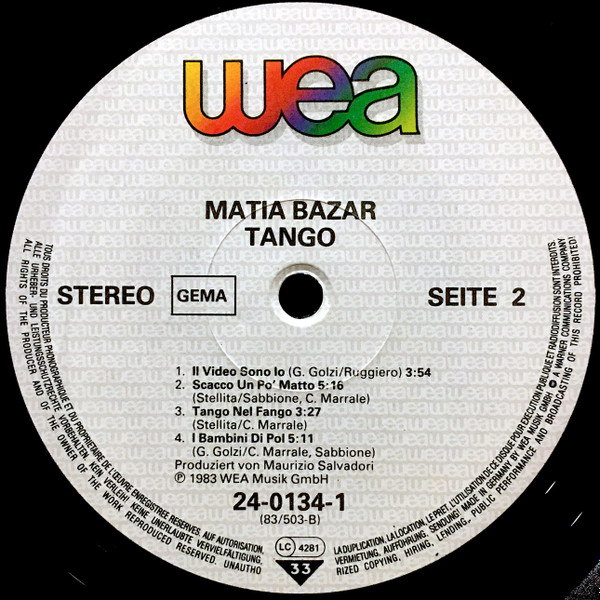 wea
MATIA BAZAR
TANGO
STEREO
GEMA
SEITE 2
1. Il Video Sono Io (G. Golzi/Ruggiero) 3:54
2. Scacco Un Po' Matto 5:16
(Stellita/Sabbione, C. Marrale)
3. Tango Nel Fango 3:27
(Stellita/C. Marrale)
4. I Bambini Di Poi 5:11
(G. Golzi/C. Marrale, Sabbione)
Produziert von Maurizio Salvadori
Ⓟ 1983 WEA Musik GmbH
24-0134-1
(83/503-B)
LC 4281
33
TOUS DROITS DU PRODUCTEUR PHONOGRAPHIQUE ET DU PROPRIETAIRE DE L'ŒUVRE ENREGISTREE RESERVES. SAUF AUTORISATION, LA DUPLICATION, LA LOCATION, LE PRET, L'UTILISATION DE CE DISQUE POUR EXECUTION PUBLIQUE ET RADIODIFFUSION SONT INTERDITS.
ALLE URHEBER- UND LEISTUNGSSCHUTZRECHTE VORBEHALTEN. KEIN VERLEIH! KEINE UNERLAUBTE VERVIELFÄLTIGUNG, VERMIETUNG, AUFFÜHRUNG, SENDUNG! MADE IN GERMANY BY WEA MUSIK GMBH A WARNER COMMUNICATIONS COMPANY
ALL RIGHTS OF THE PRODUCER AND OF THE OWNER OF THE WORK REPRODUCED RESERVED. UNAUTHORIZED COPYING, HIRING, LENDING, PUBLIC PERFORMANCE AND BROADCASTING OF THIS RECORD PROHIBITED!